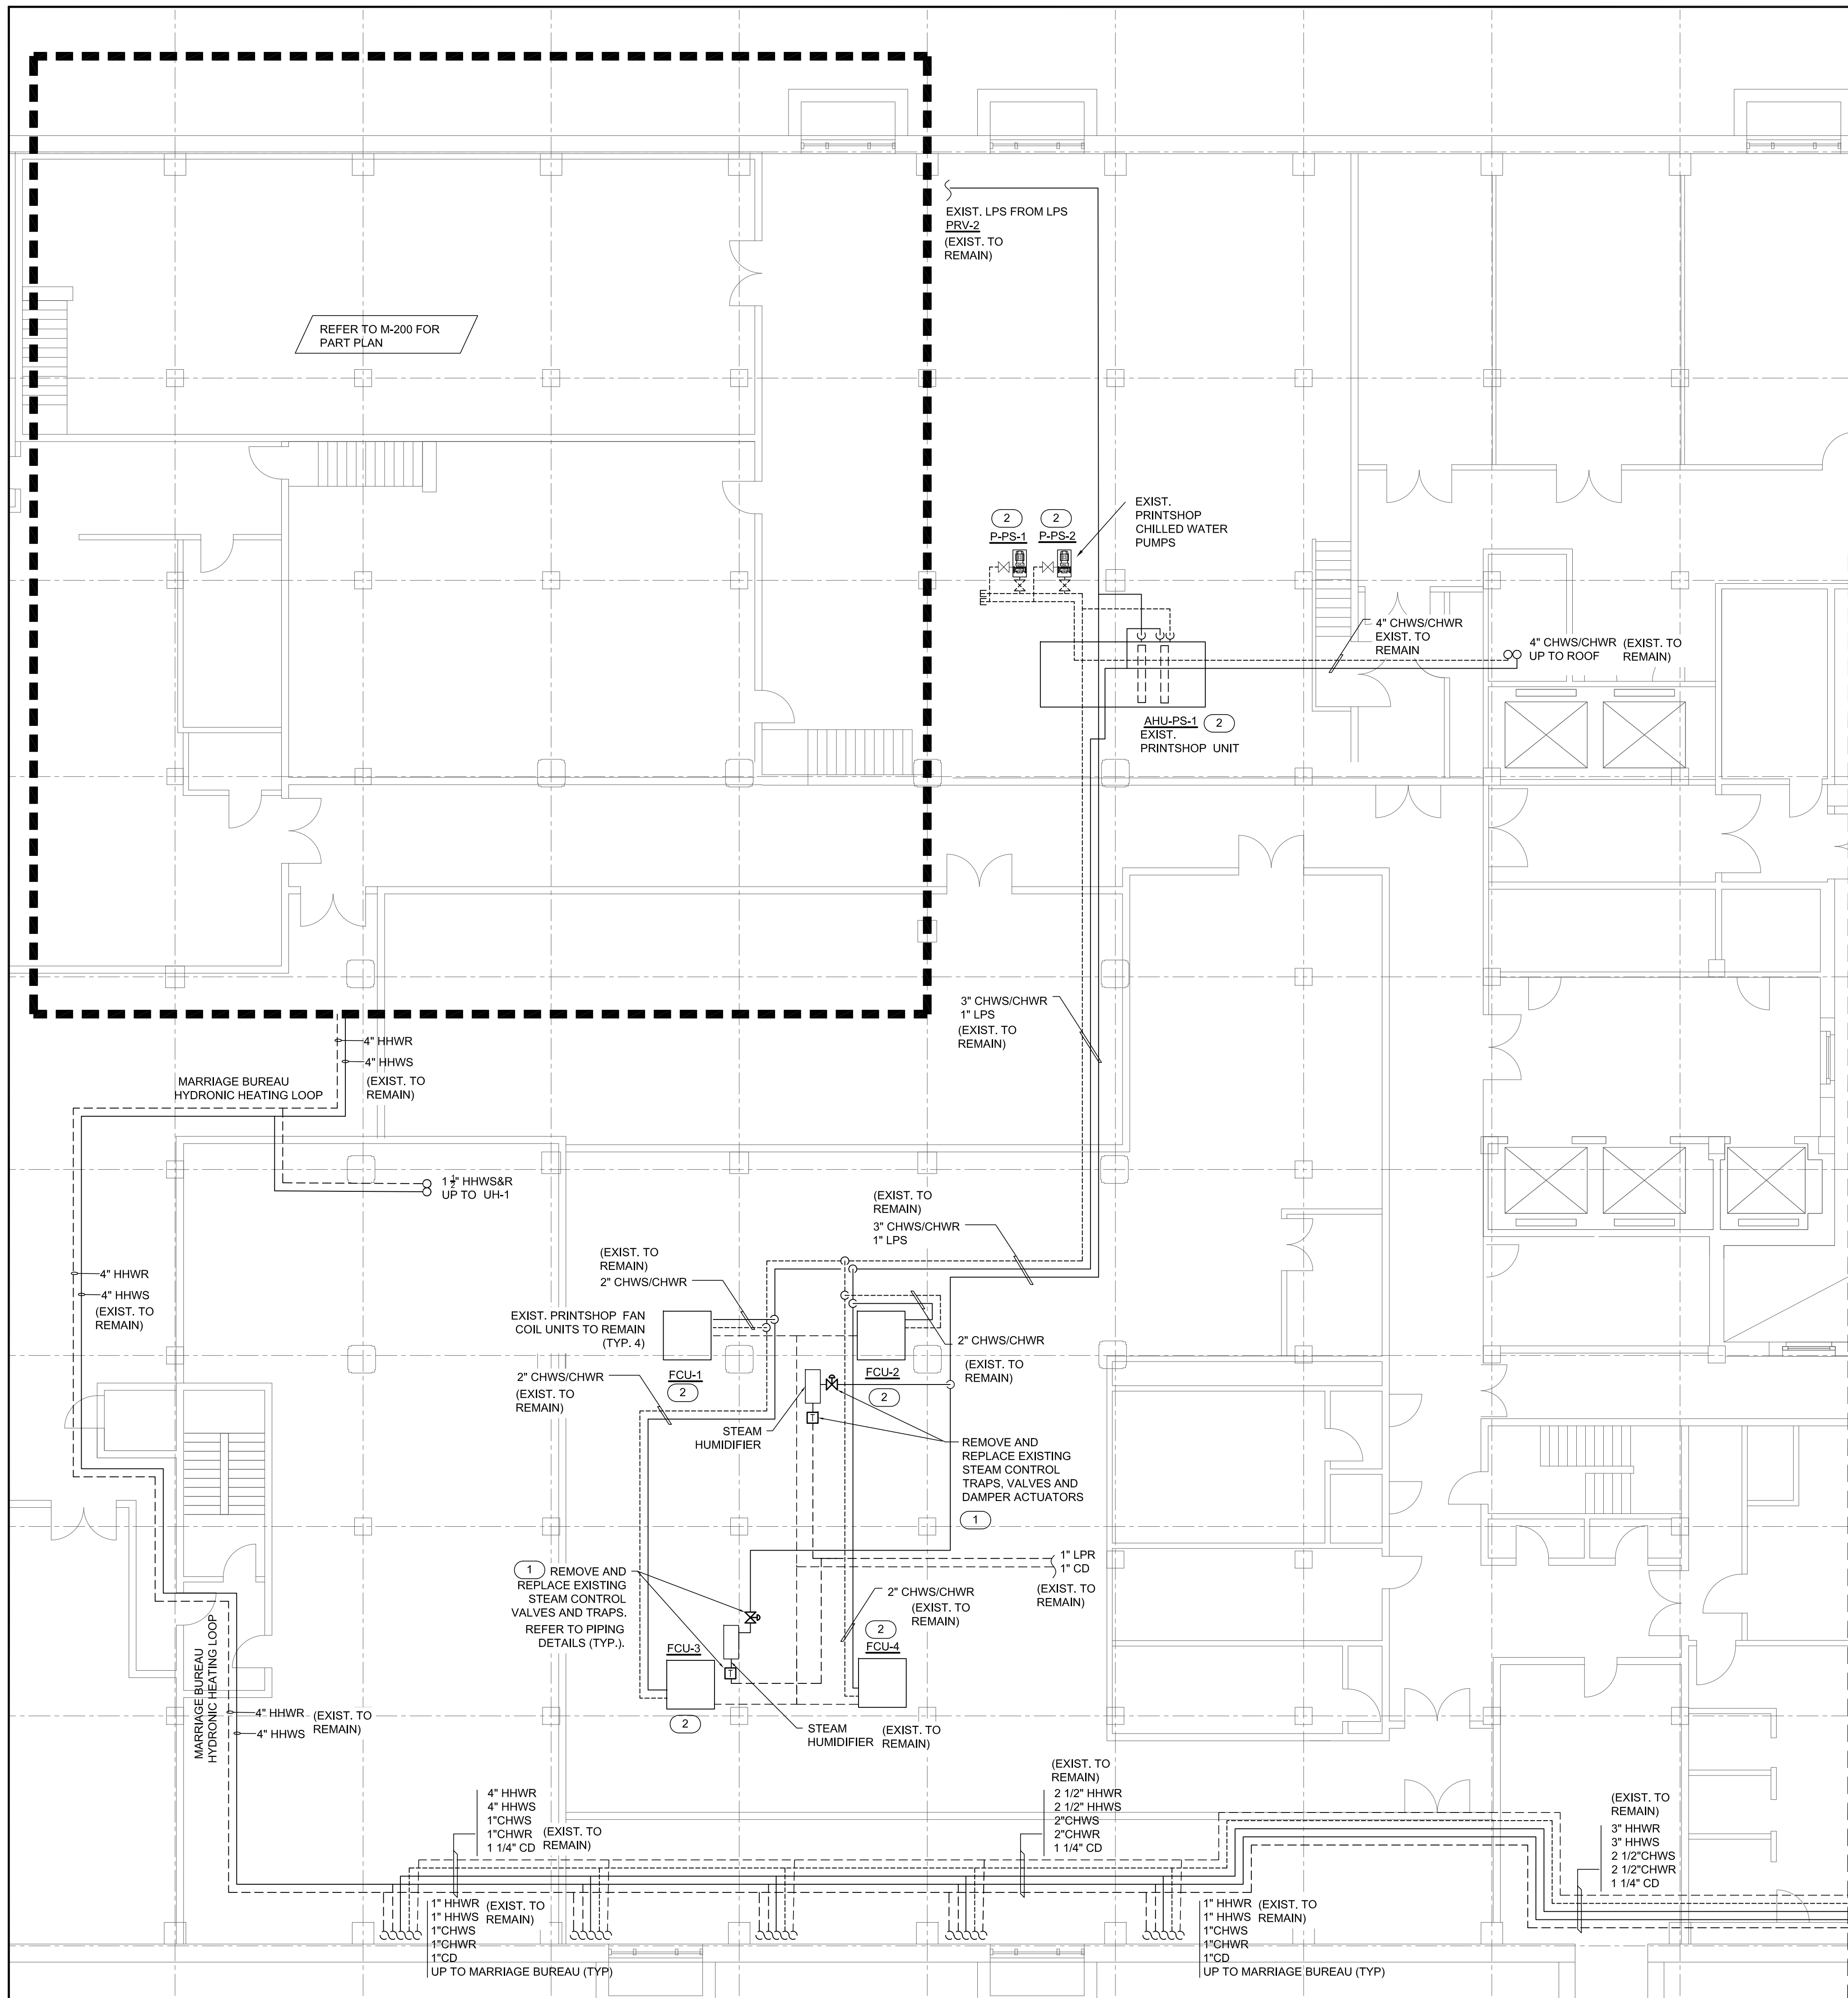 EXIST. LPS FROM LPS
PRV-2
(EXIST. TO
REMAIN)
REFER TO M-200 FOR
PART PLAN
2
P-PS-1
2
P-PS-2
EXIST.
PRINTSHOP
CHILLED WATER
PUMPS
4" CHWS/CHWR
EXIST. TO
REMAIN
4" CHWS/CHWR
UP TO ROOF
(EXIST. TO
REMAIN)
AHU-PS-1
2
EXIST.
PRINTSHOP UNIT
3" CHWS/CHWR
1" LPS
(EXIST. TO
REMAIN)
4" HHWR
4" HHWS
(EXIST. TO
REMAIN)
MARRIAGE BUREAU
HYDRONIC HEATING LOOP
1 1/2" HHWS&R
UP TO UH-1
(EXIST. TO
REMAIN)
3" CHWS/CHWR
1" LPS
4" HHWR
4" HHWS
(EXIST. TO
REMAIN)
(EXIST. TO
REMAIN)
2" CHWS/CHWR
EXIST. PRINTSHOP FAN
COIL UNITS TO REMAIN
(TYP. 4)
2" CHWS/CHWR
(EXIST. TO
REMAIN)
FCU-1
2
FCU-2
2
2" CHWS/CHWR
(EXIST. TO
REMAIN)
T
STEAM
HUMIDIFIER
REMOVE AND
REPLACE EXISTING
STEAM CONTROL
TRAPS, VALVES AND
DAMPER ACTUATORS
1
1" LPR
1" CD
(EXIST. TO
REMAIN)
1
REMOVE AND
REPLACE EXISTING
STEAM CONTROL
VALVES AND TRAPS.
REFER TO PIPING
DETAILS (TYP.).
2" CHWS/CHWR
(EXIST. TO
REMAIN)
2
FCU-4
FCU-3
T
2
STEAM
HUMIDIFIER
(EXIST. TO
REMAIN)
MARRIAGE BUREAU
HYDRONIC HEATING LOOP
4" HHWR
4" HHWS
(EXIST. TO
REMAIN)
4" HHWR
4" HHWS
1"CHWS
1"CHWR
1 1/4" CD
(EXIST. TO
REMAIN)
(EXIST. TO
REMAIN)
2 1/2" HHWR
2 1/2" HHWS
2"CHWS
2"CHWR
1 1/4" CD
(EXIST. TO
REMAIN)
3" HHWR
3" HHWS
2 1/2"CHWS
2 1/2"CHWR
1 1/4" CD
1" HHWR
1" HHWS
1"CHWS
1"CHWR
1"CD
UP TO MARRIAGE BUREAU (TYP)
(EXIST. TO
REMAIN)
1" HHWR
1" HHWS
1"CHWS
1"CHWR
1"CD
UP TO MARRIAGE BUREAU (TYP)
(EXIST. TO
REMAIN)